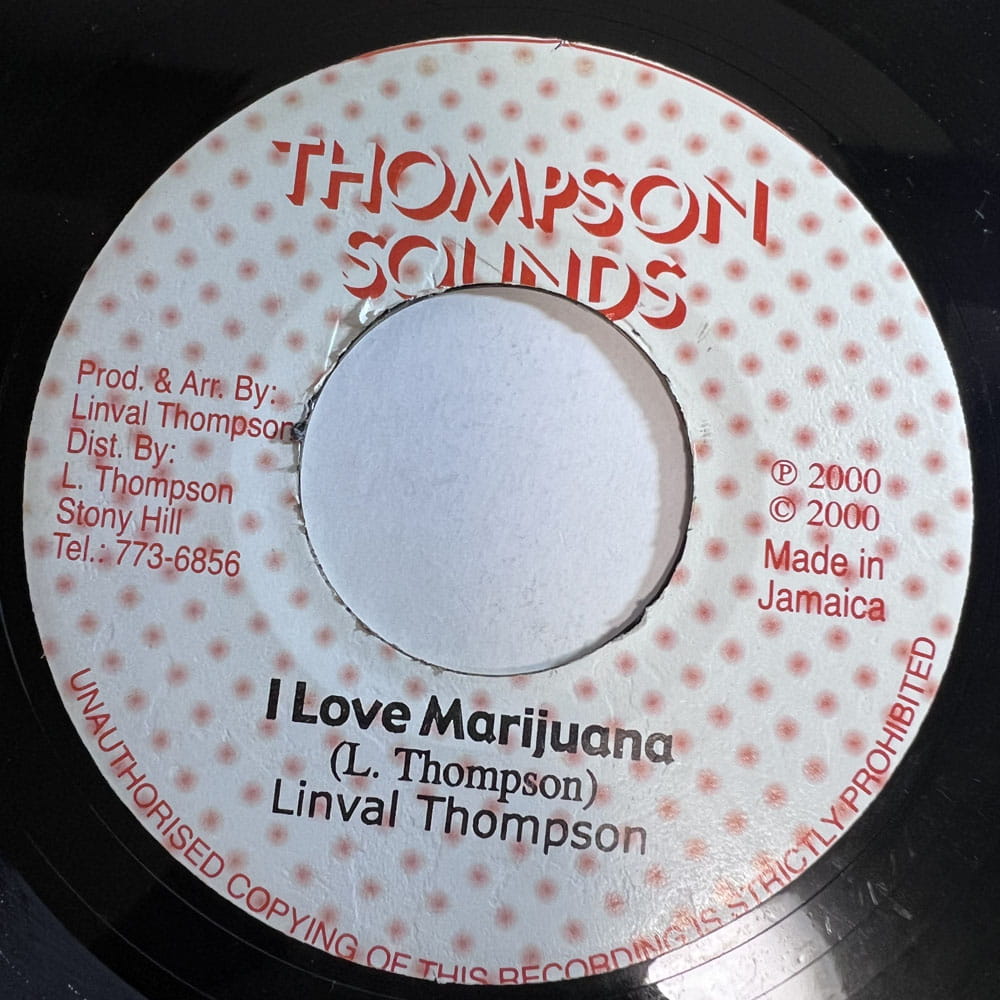 THOMPSON
SOUNDS
Prod. & Arr. By:
Linval Thompson
Dist. By:
L. Thompson
Stony Hill
Tel.: 773-6856
℗ 2000
© 2000
Made in
Jamaica
I Love Marijuana
(L. Thompson)
Linval Thompson
UNAUTHORISED COPYING OF THIS RECORDING IS STRICTLY PROHIBITED